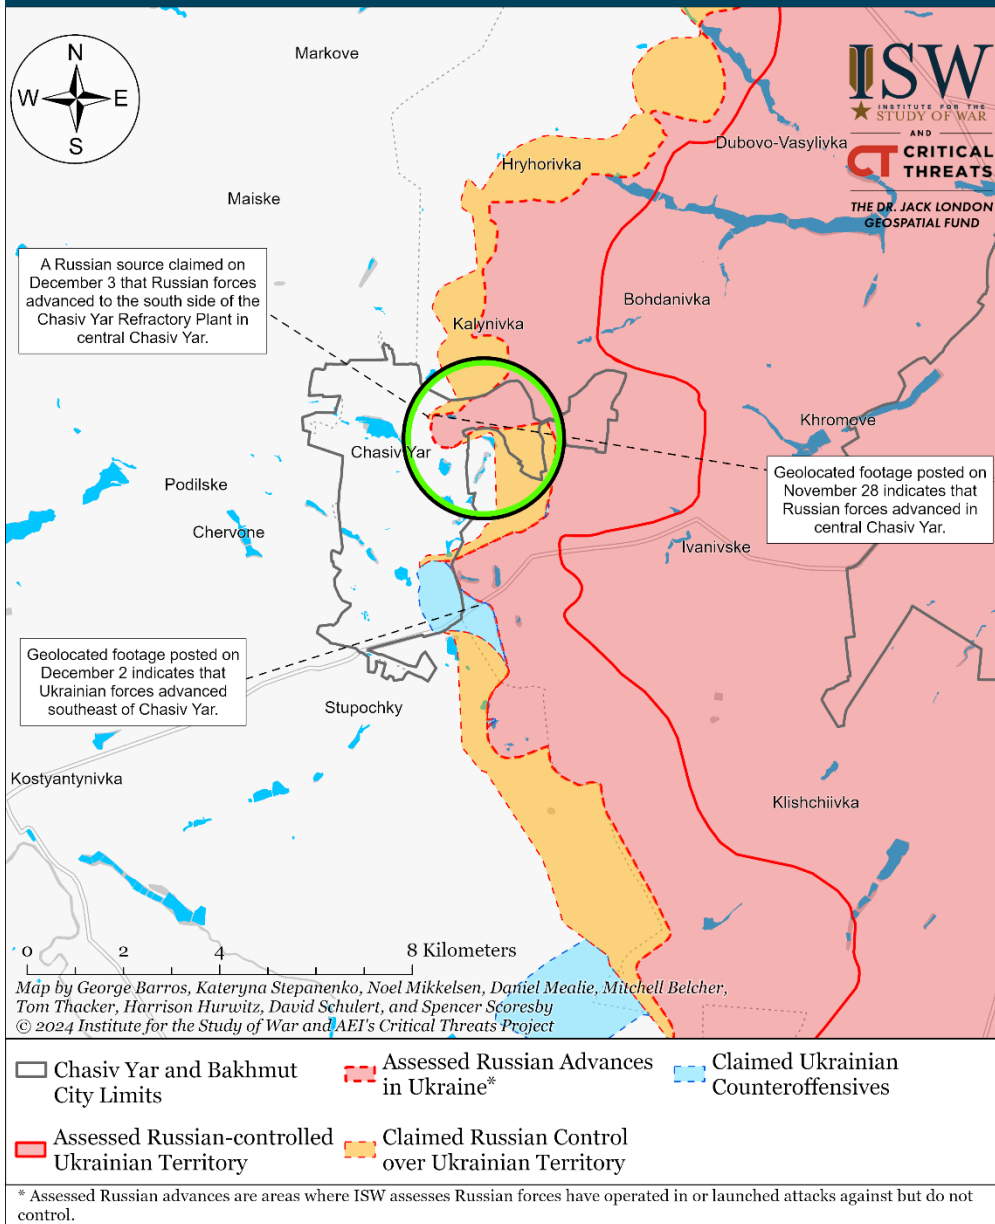 N
W
E
S
ISW
INSTITUTE FOR THE
STUDY OF WAR
AND
CT CRITICAL
THREATS
THE DR. JACK LONDON
GEOSPATIAL FUND
Markove
Dubovo-Vasylivka
Hryhorivka
Maiske
A Russian source claimed on
December 3 that Russian forces
advanced to the south side of the
Chasiv Yar Refractory Plant in
central Chasiv Yar.
Bohdanivka
Kalynivka
Khromove
Chasiv Yar
Geolocated footage posted on
November 28 indicates that
Russian forces advanced in
central Chasiv Yar.
Podilske
Chervone
Ivanivske
Geolocated footage posted on
December 2 indicates that
Ukrainian forces advanced
southeast of Chasiv Yar.
Stupochky
Kostyantynivka
Klishchiivka
0 2 4 8 Kilometers
Map by George Barros, Kateryna Stepanenko, Noel Mikkelsen, Daniel Mealie, Mitchell Belcher,
Tom Thacker, Harrison Hurwitz, David Schulert, and Spencer Scoresby
© 2024 Institute for the Study of War and AEI's Critical Threats Project
Chasiv Yar and Bakhmut
City Limits
Assessed Russian Advances
in Ukraine*
Claimed Ukrainian
Counteroffensives
Assessed Russian-controlled
Ukrainian Territory
Claimed Russian Control
over Ukrainian Territory
* Assessed Russian advances are areas where ISW assesses Russian forces have operated in or launched attacks against but do not
control.